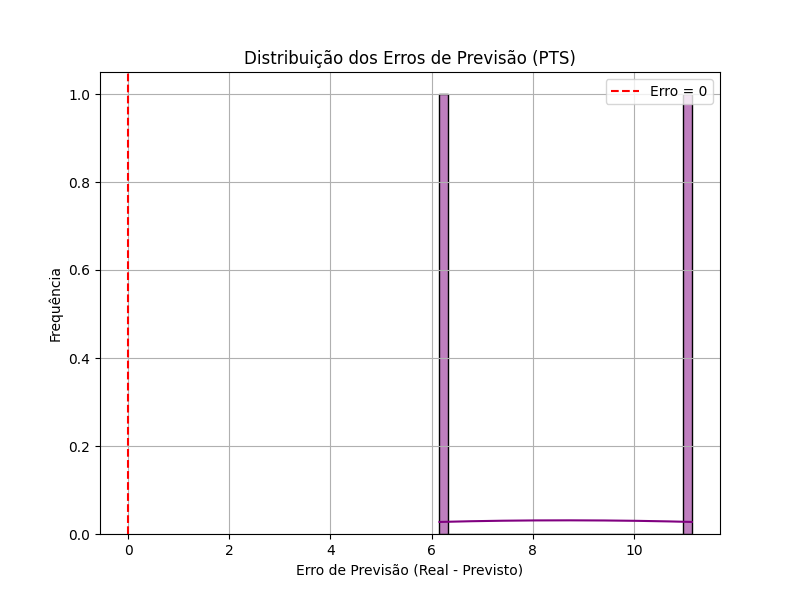 Distribuição dos Erros de Previsão (PTS)
Erro = 0
Frequência
1.0
0.8
0.6
0.4
0.2
0.0
0 2 4 6 8 10
Erro de Previsão (Real - Previsto)